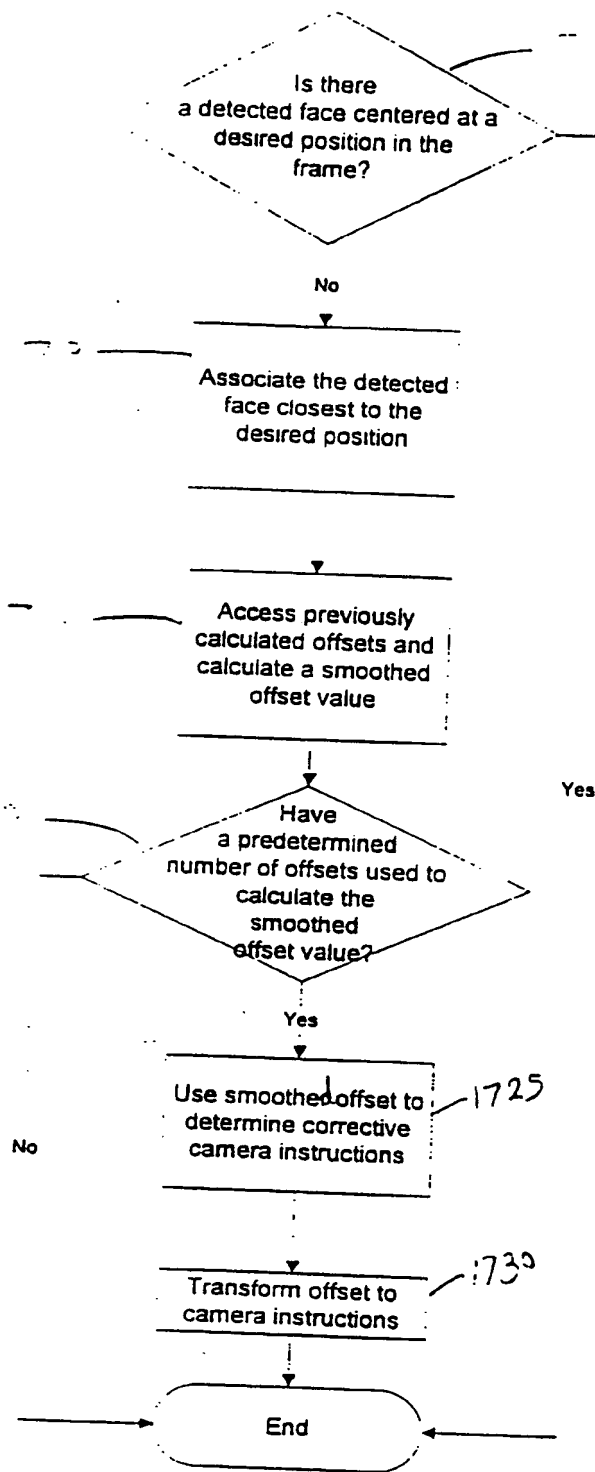 Is there
a detected face centered at a
desired position in the
frame?
No
Associate the detected
face closest to the
desired position
Access previously
calculated offsets and
calculate a smoothed
offset value
Yes
Have
a predetermined
number of offsets used to
calculate the
smoothed
offset value?
Yes
Use smoothed offset to
determine corrective
camera instructions
1725
No
Transform offset to
camera instructions
1730
End